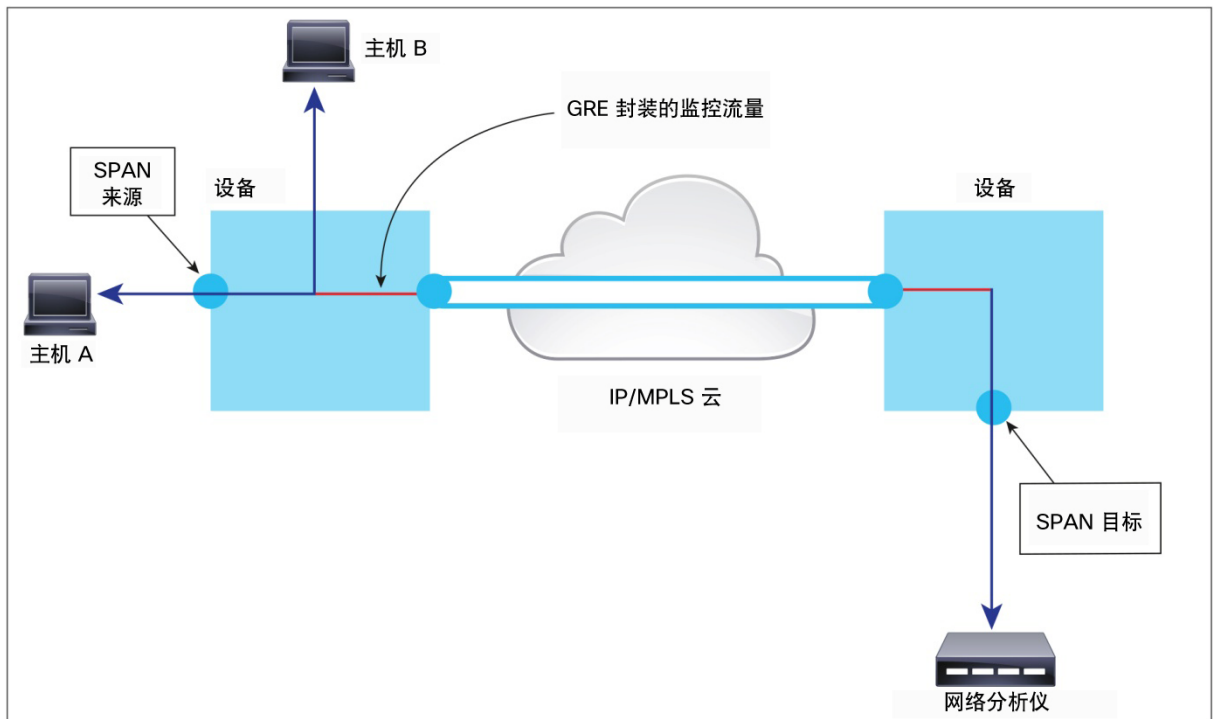 主机 B
GRE 封装的监控流量
SPAN
来源
设备
设备
主机 A
IP/MPLS 云
SPAN 目标
网络分析仪